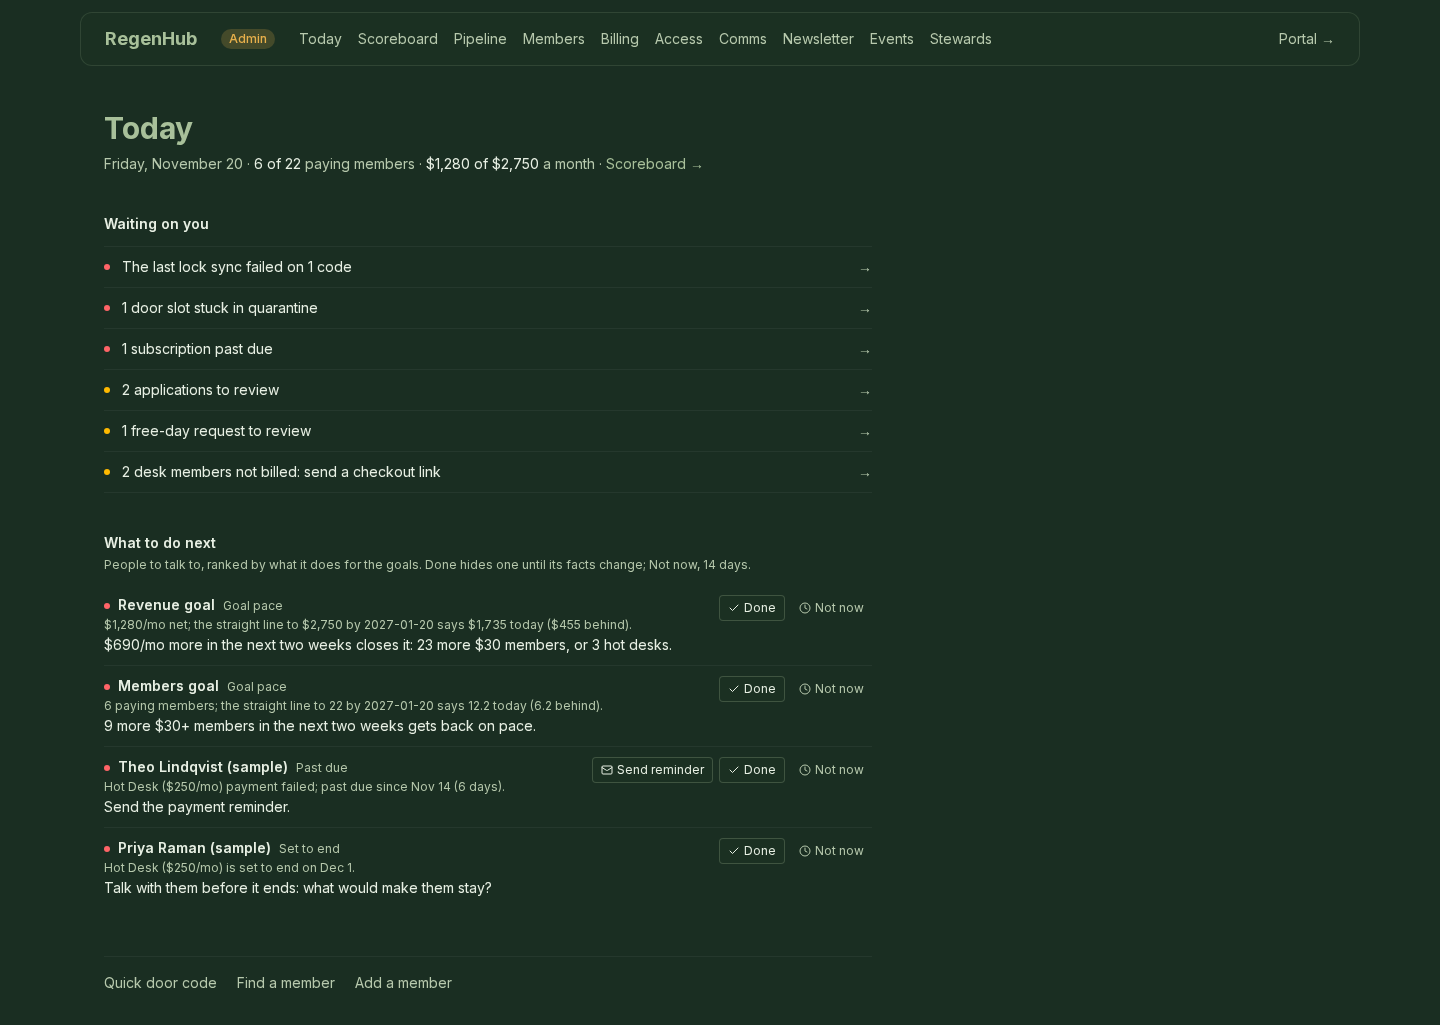 RegenHub Admin Today Scoreboard Pipeline Members Billing Access Comms Newsletter Events Stewards Portal →
Today
Friday, November 20 · 6 of 22 paying members · $1,280 of $2,750 a month · Scoreboard →
Waiting on you
The last lock sync failed on 1 code →
1 door slot stuck in quarantine →
1 subscription past due →
2 applications to review →
1 free-day request to review →
2 desk members not billed: send a checkout link →
What to do next
People to talk to, ranked by what it does for the goals. Done hides one until its facts change; Not now, 14 days.
Revenue goal Goal pace Done Not now
$1,280/mo net; the straight line to $2,750 by 2027-01-20 says $1,735 today ($455 behind).
$690/mo more in the next two weeks closes it: 23 more $30 members, or 3 hot desks.
Members goal Goal pace Done Not now
6 paying members; the straight line to 22 by 2027-01-20 says 12.2 today (6.2 behind).
9 more $30+ members in the next two weeks gets back on pace.
Theo Lindqvist (sample) Past due Send reminder Done Not now
Hot Desk ($250/mo) payment failed; past due since Nov 14 (6 days).
Send the payment reminder.
Priya Raman (sample) Set to end Done Not now
Hot Desk ($250/mo) is set to end on Dec 1.
Talk with them before it ends: what would make them stay?
Quick door code Find a member Add a member